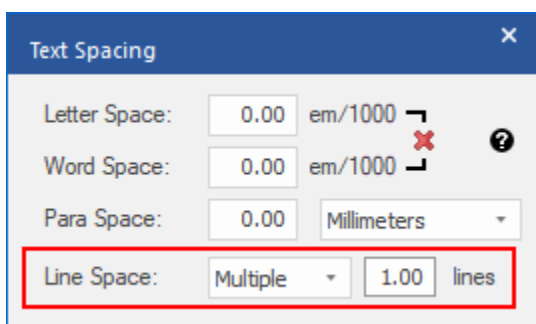 Text Spacing ×
Letter Space: 0.00 em/1000
Word Space: 0.00 em/1000
Para Space: 0.00 Millimeters
Line Space: Multiple 1.00 lines